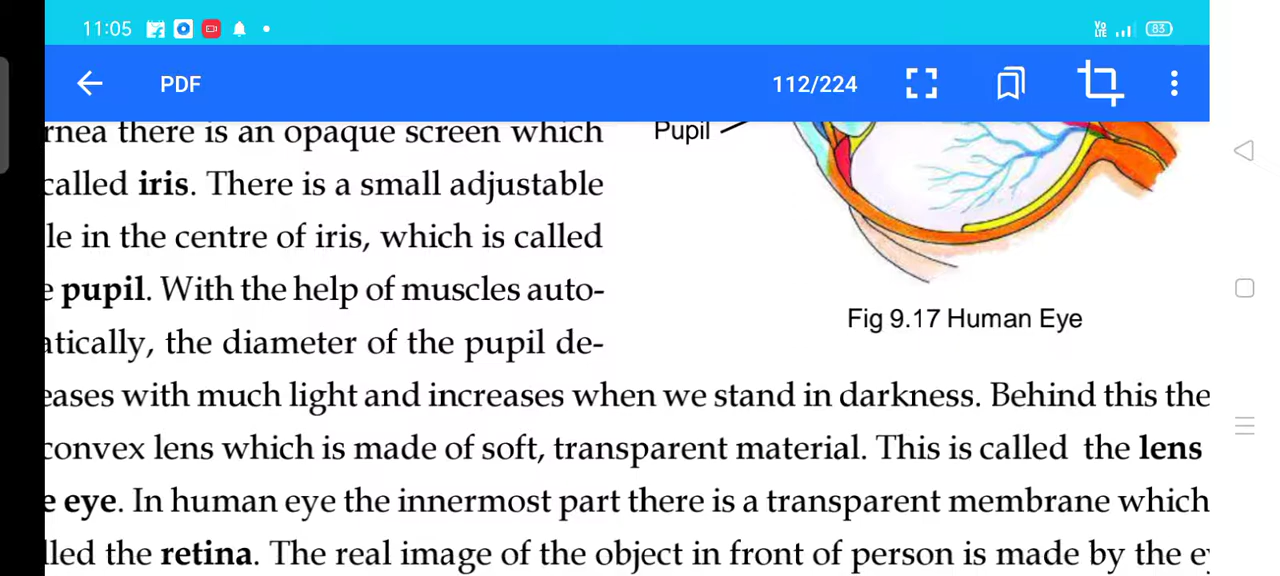 11:05
Vo LTE 83
PDF
112/224
rnea there is an opaque screen which
called iris. There is a small adjustable
le in the centre of iris, which is called
e pupil. With the help of muscles auto-
atically, the diameter of the pupil de-
eases with much light and increases when we stand in darkness. Behind this the
convex lens which is made of soft, transparent material. This is called the lens
e eye. In human eye the innermost part there is a transparent membrane which
lled the retina. The real image of the object in front of person is made by the ey
Pupil
Fig 9.17 Human Eye